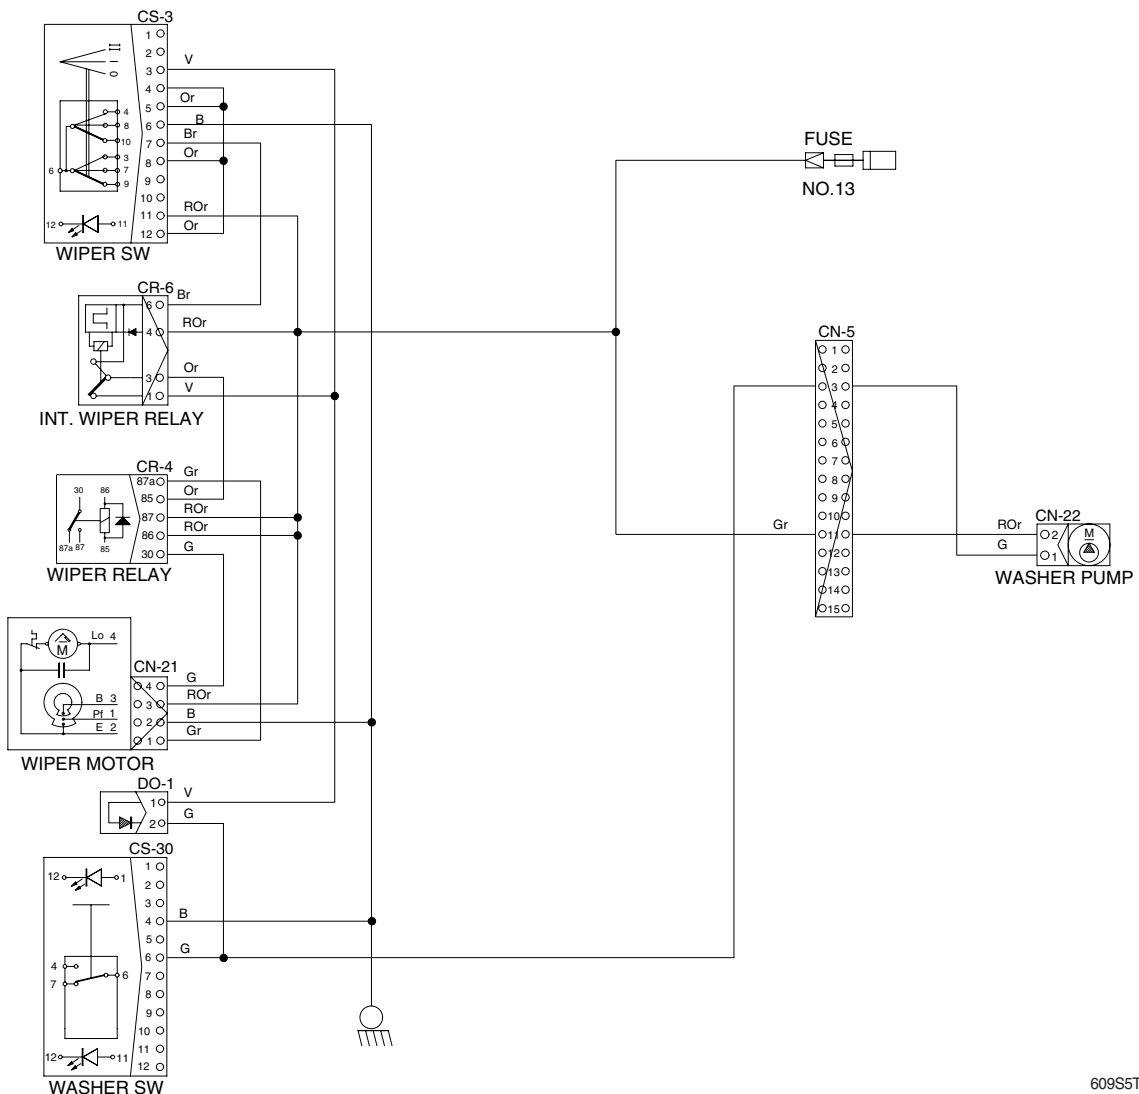 CS-3
1
2
3 V
4
5 Or
6 B
7 Br
8 Or
9
10
11 ROr
12 Or
II
I
O
4
8
10
3
6 7
9
12 11
WIPER SW
FUSE
NO.13
CR-6
6 Br
4 ROr
3 Or
1 V
INT. WIPER RELAY
CR-4
87a Gr
85 Or
87 ROr
86 ROr
30 G
30 86
87a 87 85
WIPER RELAY
M
Lo 4
B 3
Pf 1
E 2
CN-21
4 G
3 ROr
2 B
1 Gr
WIPER MOTOR
DO-1
1 V
2 G
CS-30
1
2
3
4 B
5
6 G
7
8
9
10
11
12
12 1
4
7 6
12 11
WASHER SW
CN-5
1
2
3
4
5
6
7
8
9
10
Gr 11
12
13
14
15
CN-22
ROr 2
G 1
M
WASHER PUMP
609S5T